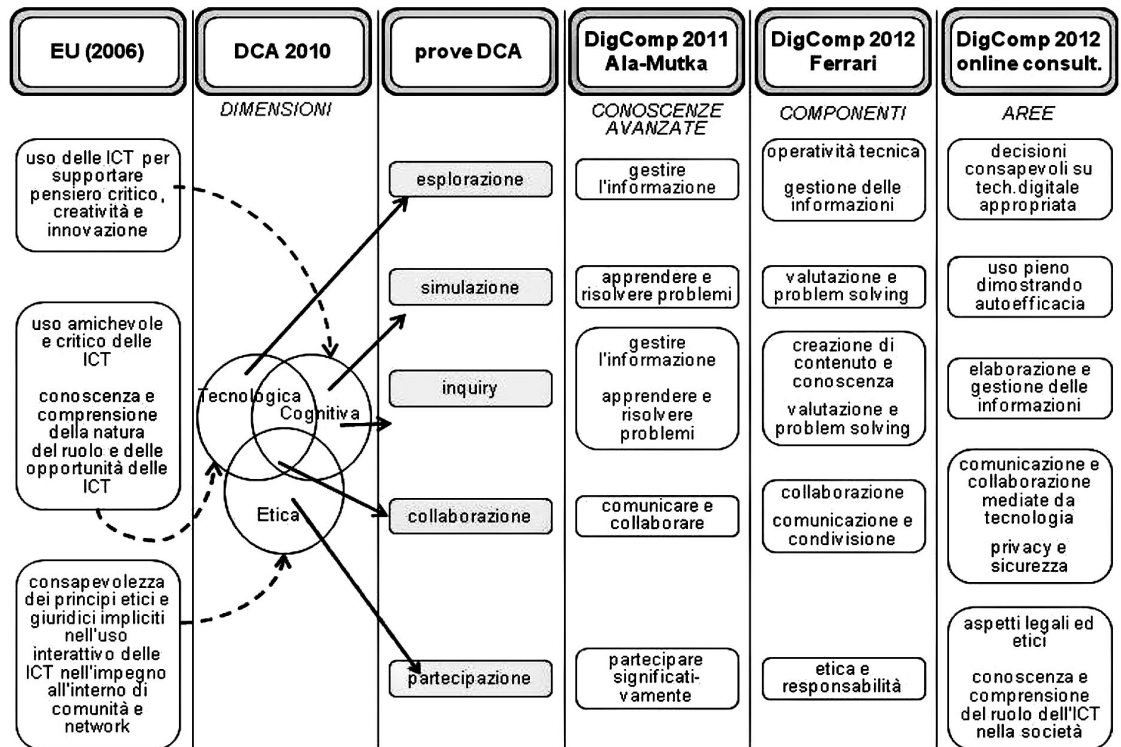 EU (2006)
DCA 2010
prove DCA
DigComp 2011
Ala-Mutka
DigComp 2012
Ferrari
DigComp 2012
online consult.
DIMENSIONI
CONOSCENZE
AVANZATE
COMPONENTI
AREE
uso delle ICT per
supportare
pensiero critico,
creatività e
innovazione
uso amichevole
e critico delle
ICT
conoscenza e
comprensione
della natura
del ruolo e delle
opportunità delle
ICT
consapevolezza
dei principi etici e
giuridici impliciti
nell'uso
interattivo delle
ICT nell'impegno
all'interno di
comunità e
network
Tecnologica
Cognitiva
Etica
esplorazione
simulazione
inquiry
collaborazione
partecipazione
gestire
l'informazione
apprendere e
risolvere problemi
gestire
l'informazione
apprendere e
risolvere
problemi
comunicare e
collaborare
partecipare
significati-
vamente
operatività tecnica
gestione delle
informazioni
valutazione e
problem solving
creazione di
contenuto e
conoscenza
valutazione e
problem solving
collaborazione
comunicazione e
condivisione
etica e
responsabilità
decisioni
consapevoli su
tech.digitale
appropriata
uso pieno
dimostrando
autoefficacia
elaborazione e
gestione delle
informazioni
comunicazione e
collaborazione
mediate da
tecnologia
privacy e
sicurezza
aspetti legali ed
etici
conoscenza e
comprensione
del ruolo dell'ICT
nella società